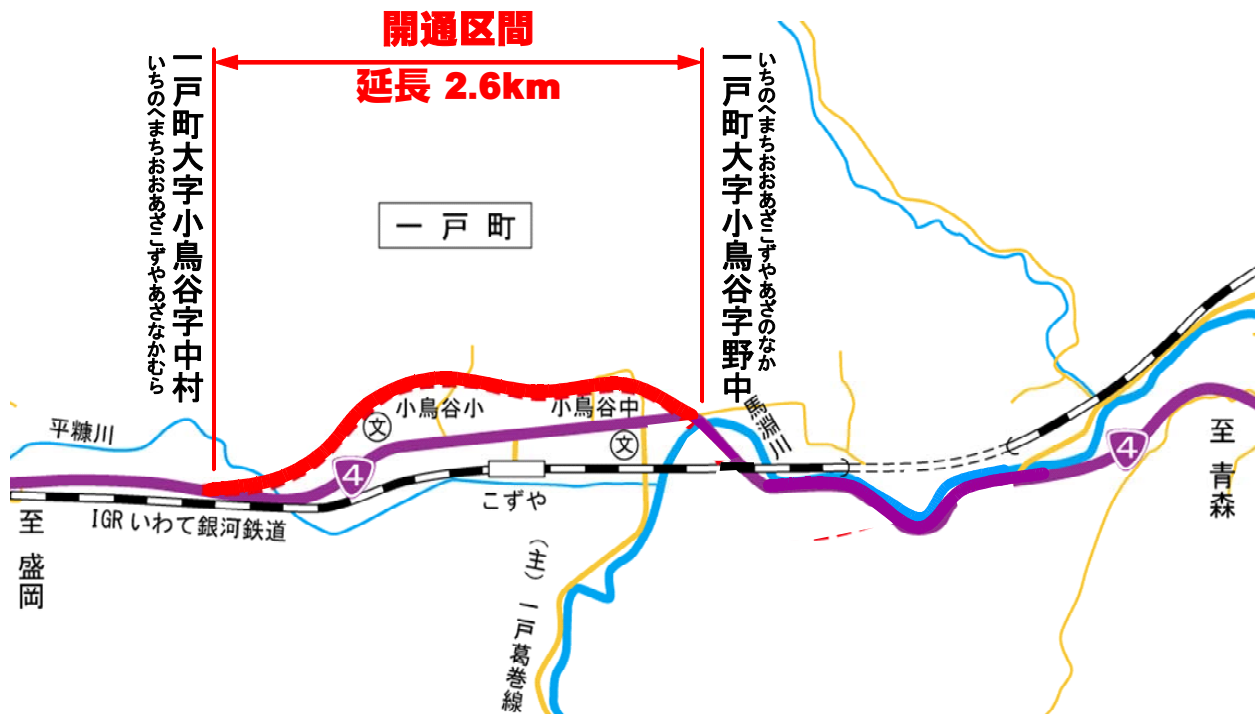 開通区間
延長 2.6km
一戸町大字小鳥谷字中村
いちのへまちおおあざこずやあざなかむら
一戸町大字小鳥谷字野中
いちのへまちおおあざこずやあざのなか
一戸町
平糠川
小鳥谷小
小鳥谷中
文
文
馬淵川
4
4
こずや
IGRいわて銀河鉄道
至 盛岡
至 青森
(主) 一戸葛巻線